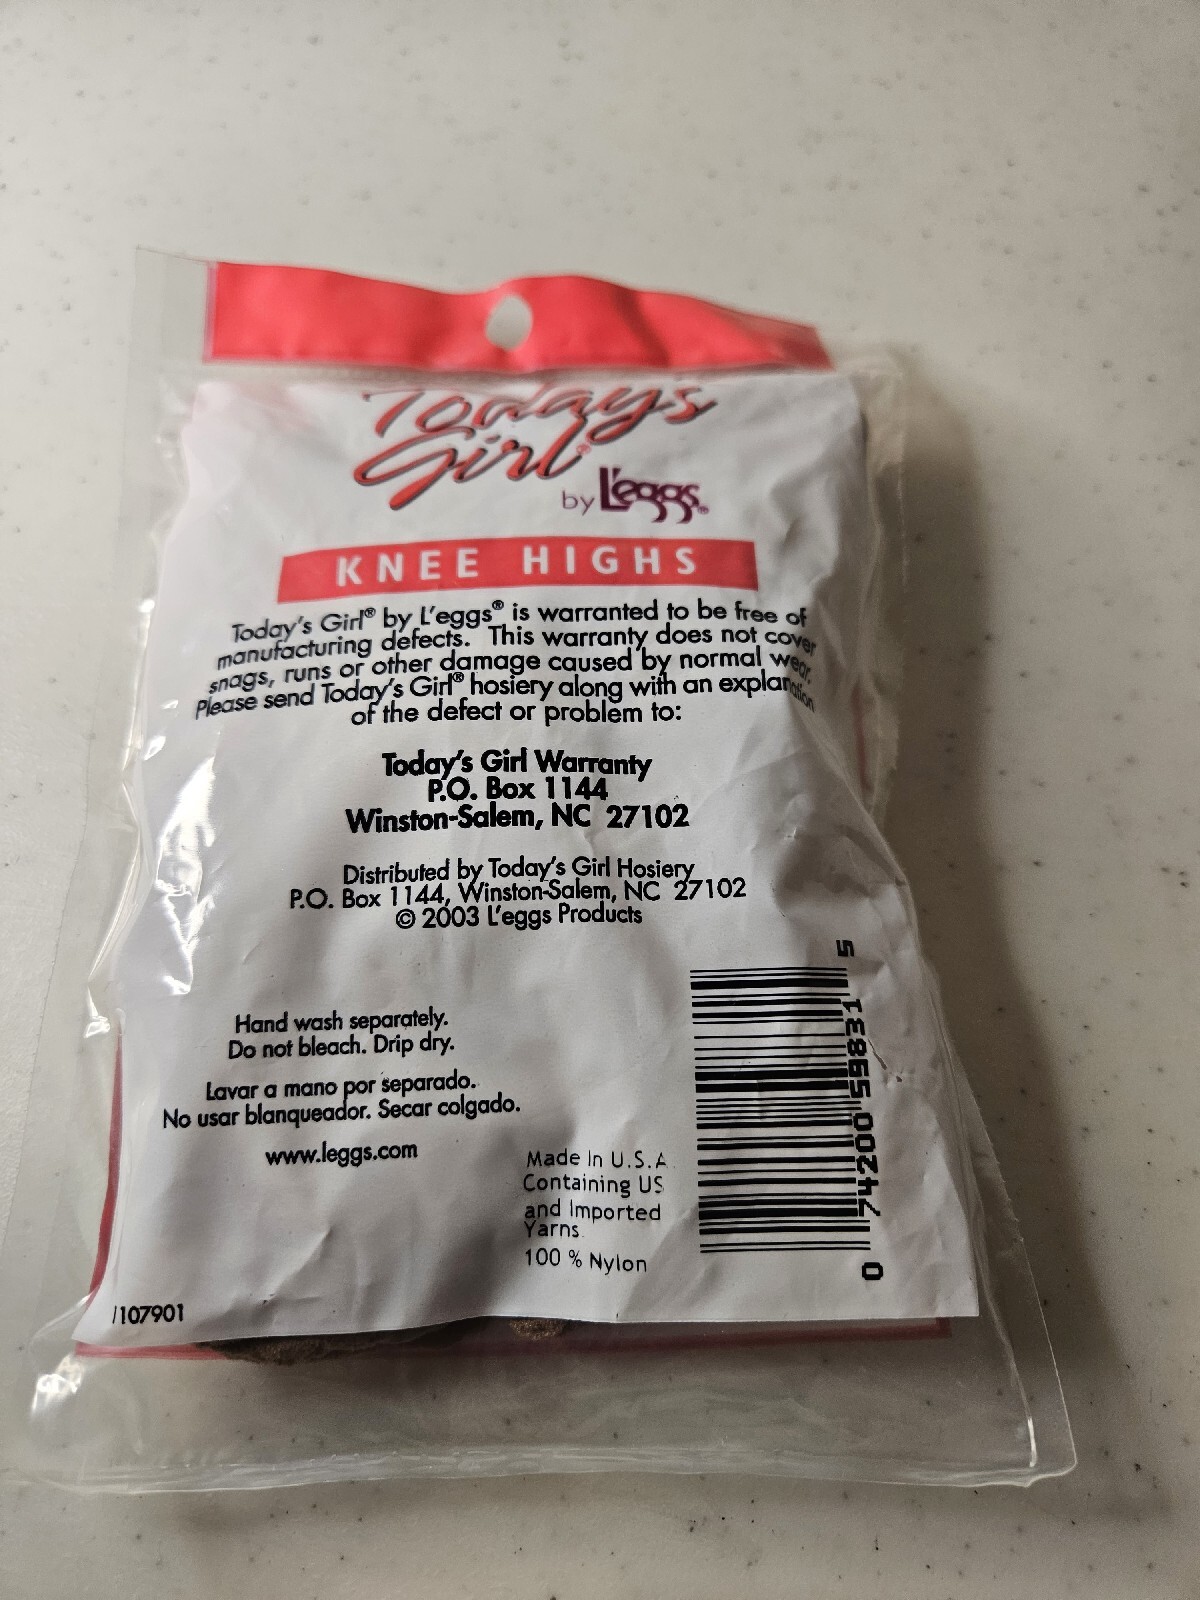 Today's
Girl®
by L'eggs®
KNEE HIGHS
Today's Girl® by L'eggs® is warranted to be free of
manufacturing defects. This warranty does not cover
snags, runs or other damage caused by normal wear.
Please send Today's Girl® hosiery along with an explanation
of the defect or problem to:
Today's Girl Warranty
P.O. Box 1144
Winston-Salem, NC 27102
Distributed by Today's Girl Hosiery
P.O. Box 1144, Winston-Salem, NC 27102
© 2003 L'eggs Products
Hand wash separately.
Do not bleach. Drip dry.
Lavar a mano por separado.
No usar blanqueador. Secar colgado.
www.leggs.com
Made In U.S.A.
Containing US
and Imported
Yarns
100 % Nylon
0 74200 59831 5
/107901